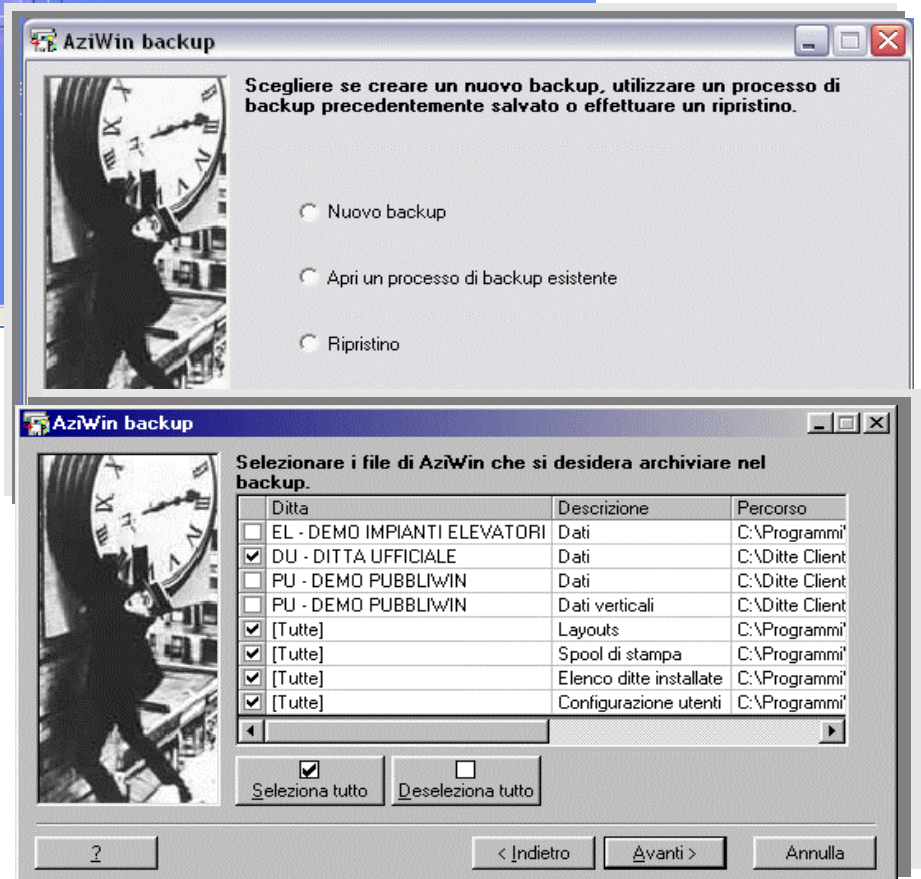 AziWin backup
Scegliere se creare un nuovo backup, utilizzare un processo di
backup precedentemente salvato o effettuare un ripristino.
Nuovo backup
Apri un processo di backup esistente
Ripristino
AziWin backup
Selezionare i file di AziWin che si desidera archiviare nel
backup.
Ditta Descrizione Percorso
EL - DEMO IMPIANTI ELEVATORI Dati C:\Programmi\
DU - DITTA UFFICIALE Dati C:\Ditte Client
PU - DEMO PUBBLIWIN Dati C:\Ditte Client
PU - DEMO PUBBLIWIN Dati verticali C:\Ditte Client
[Tutte] Layouts C:\Programmi\
[Tutte] Spool di stampa C:\Programmi\
[Tutte] Elenco ditte installate C:\Programmi\
[Tutte] Configurazione utenti C:\Programmi\
Seleziona tutto Deseleziona tutto
? < Indietro Avanti > Annulla